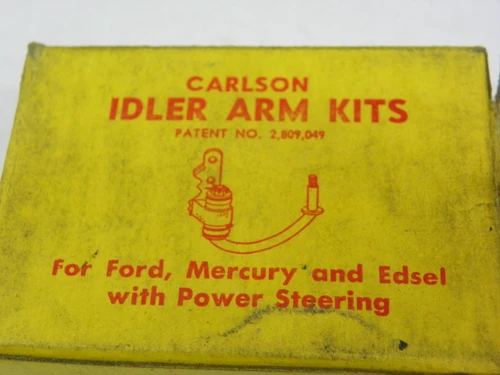 CARLSON
IDLER ARM KITS
PATENT NO. 2,809,049
For Ford, Mercury and Edsel
with Power Steering